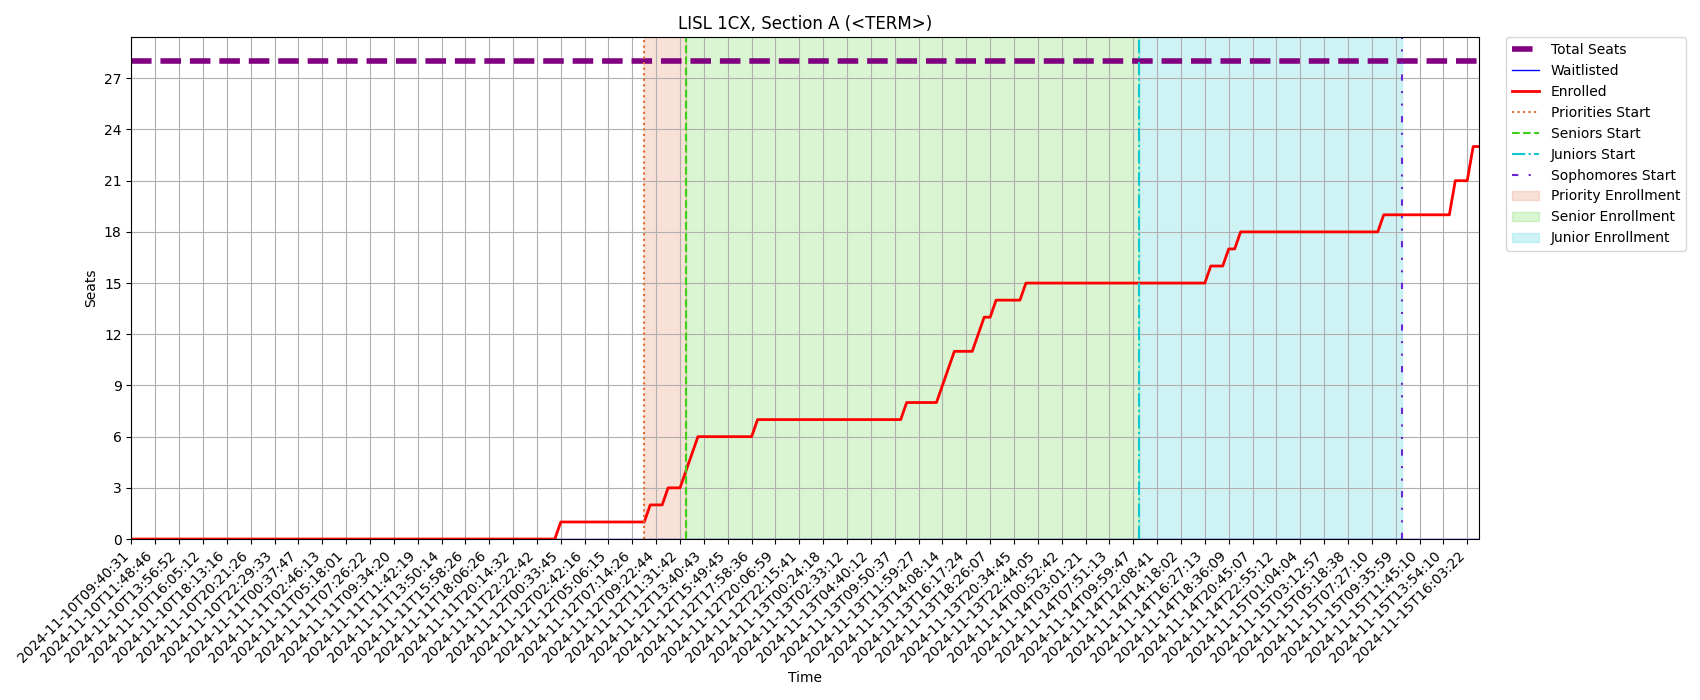 LISL 1CX, Section A (<TERM>)
Total Seats
Waitlisted
Enrolled
Priorities Start
Seniors Start
Juniors Start
Sophomores Start
Priority Enrollment
Senior Enrollment
Junior Enrollment
27
24
21
18
15
12
9
6
3
0
Seats
2024-11-10T09:40:31
2024-11-10T11:48:46
2024-11-10T13:56:52
2024-11-10T16:05:12
2024-11-10T18:13:16
2024-11-10T20:21:26
2024-11-10T22:29:33
2024-11-11T00:37:47
2024-11-11T02:46:13
2024-11-11T05:18:01
2024-11-11T07:26:22
2024-11-11T09:34:20
2024-11-11T11:42:19
2024-11-11T13:50:14
2024-11-11T15:58:26
2024-11-11T18:06:26
2024-11-11T20:14:32
2024-11-11T22:22:42
2024-11-12T00:33:45
2024-11-12T02:42:16
2024-11-12T05:06:15
2024-11-12T07:14:26
2024-11-12T09:22:44
2024-11-12T11:31:42
2024-11-12T13:40:43
2024-11-12T15:49:45
2024-11-12T17:58:36
2024-11-12T20:06:59
2024-11-12T22:15:41
2024-11-13T00:24:18
2024-11-13T02:33:12
2024-11-13T04:40:12
2024-11-13T09:50:37
2024-11-13T11:59:27
2024-11-13T14:08:14
2024-11-13T16:17:24
2024-11-13T18:26:07
2024-11-13T20:34:45
2024-11-13T22:44:05
2024-11-14T00:52:42
2024-11-14T03:01:21
2024-11-14T07:51:13
2024-11-14T09:59:47
2024-11-14T12:08:41
2024-11-14T14:18:02
2024-11-14T16:27:13
2024-11-14T18:36:09
2024-11-14T20:45:07
2024-11-14T22:55:12
2024-11-15T01:04:04
2024-11-15T03:12:57
2024-11-15T05:18:38
2024-11-15T07:27:10
2024-11-15T09:35:59
2024-11-15T11:45:10
2024-11-15T13:54:10
2024-11-15T16:03:22
Time